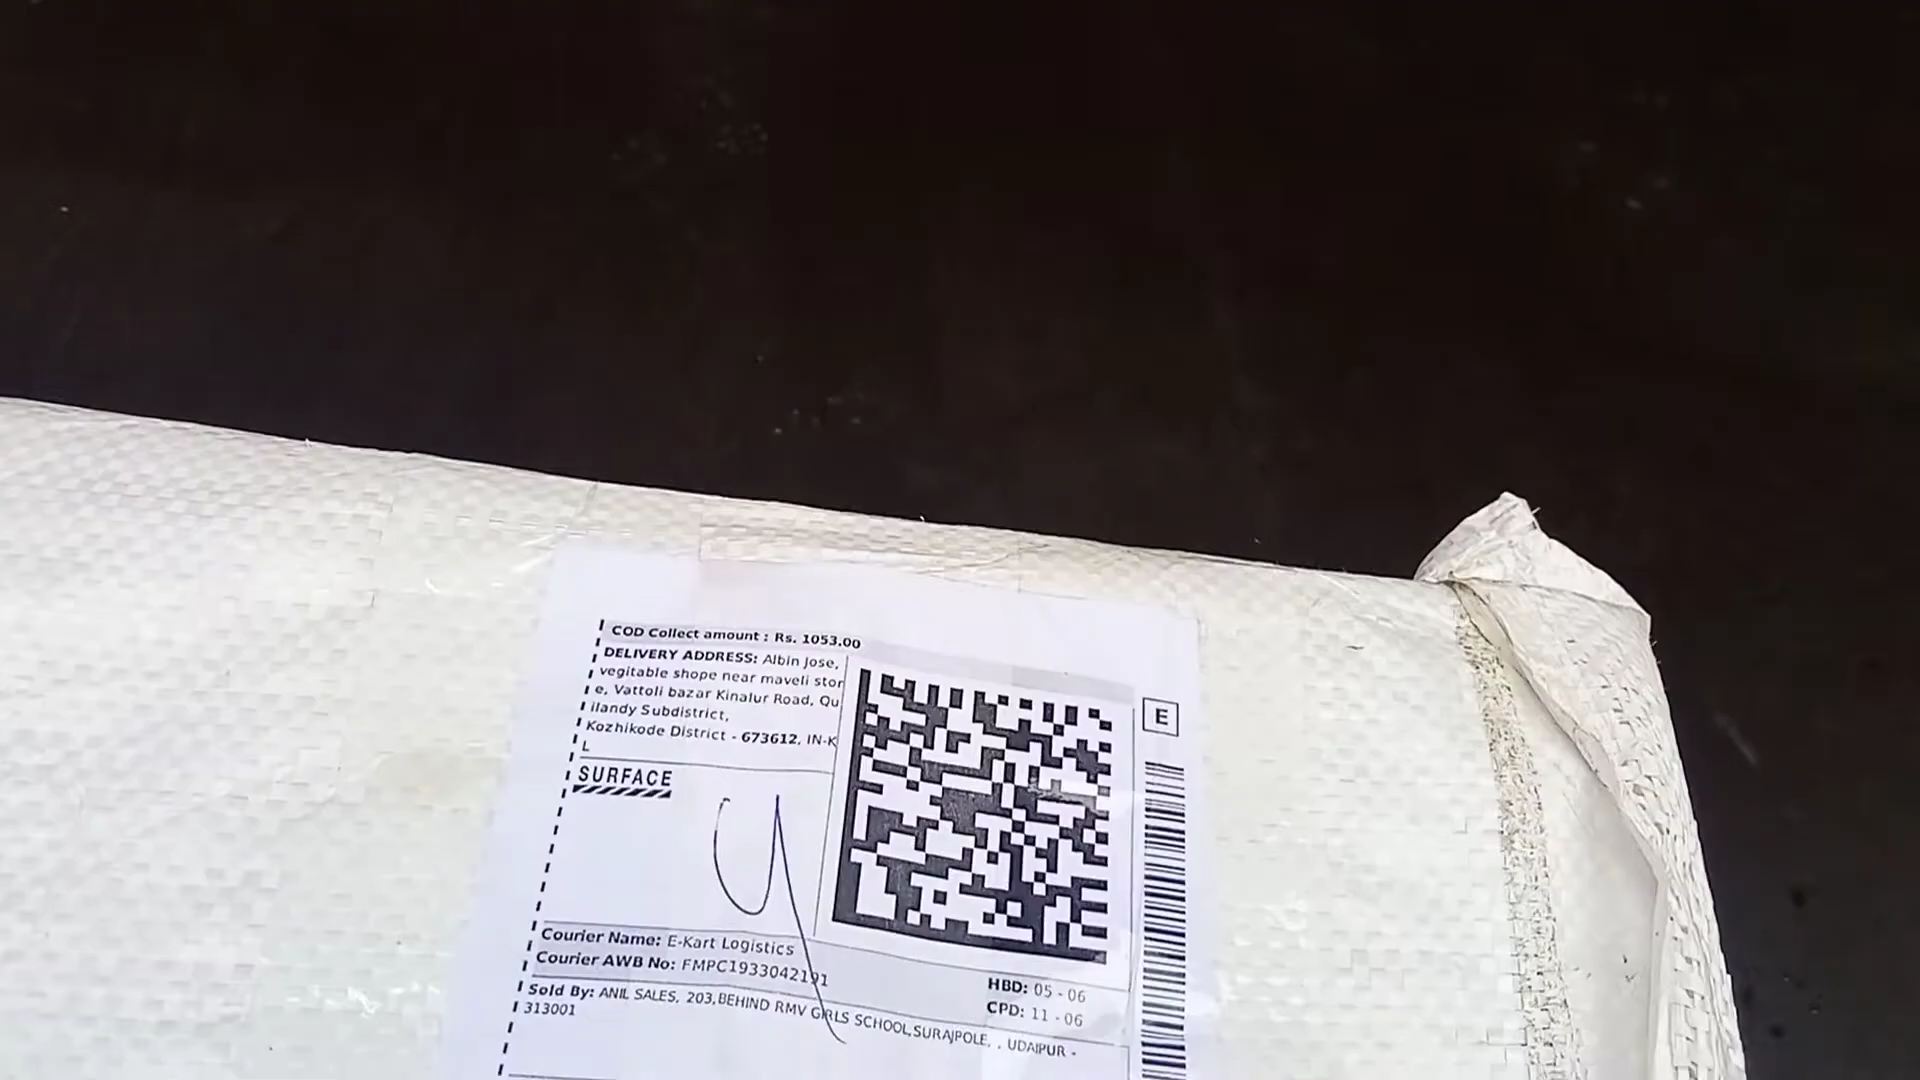 COD Collect amount : Rs. 1053.00
DELIVERY ADDRESS: Albin Jose,
vegitable shope near maveli stor
e, Vattoli bazar Kinalur Road, Qu
ilandy Subdistrict,
Kozhikode District - 673612, IN-K
L
E
SURFACE
Courier Name: E-Kart Logistics
Courier AWB No: FMPC1933042191
HBD: 05 - 06
CPD: 11 - 06
Sold By: ANIL SALES, 203,BEHIND RMV GIRLS SCHOOL,SURAJPOLE, , UDAIPUR -
313001